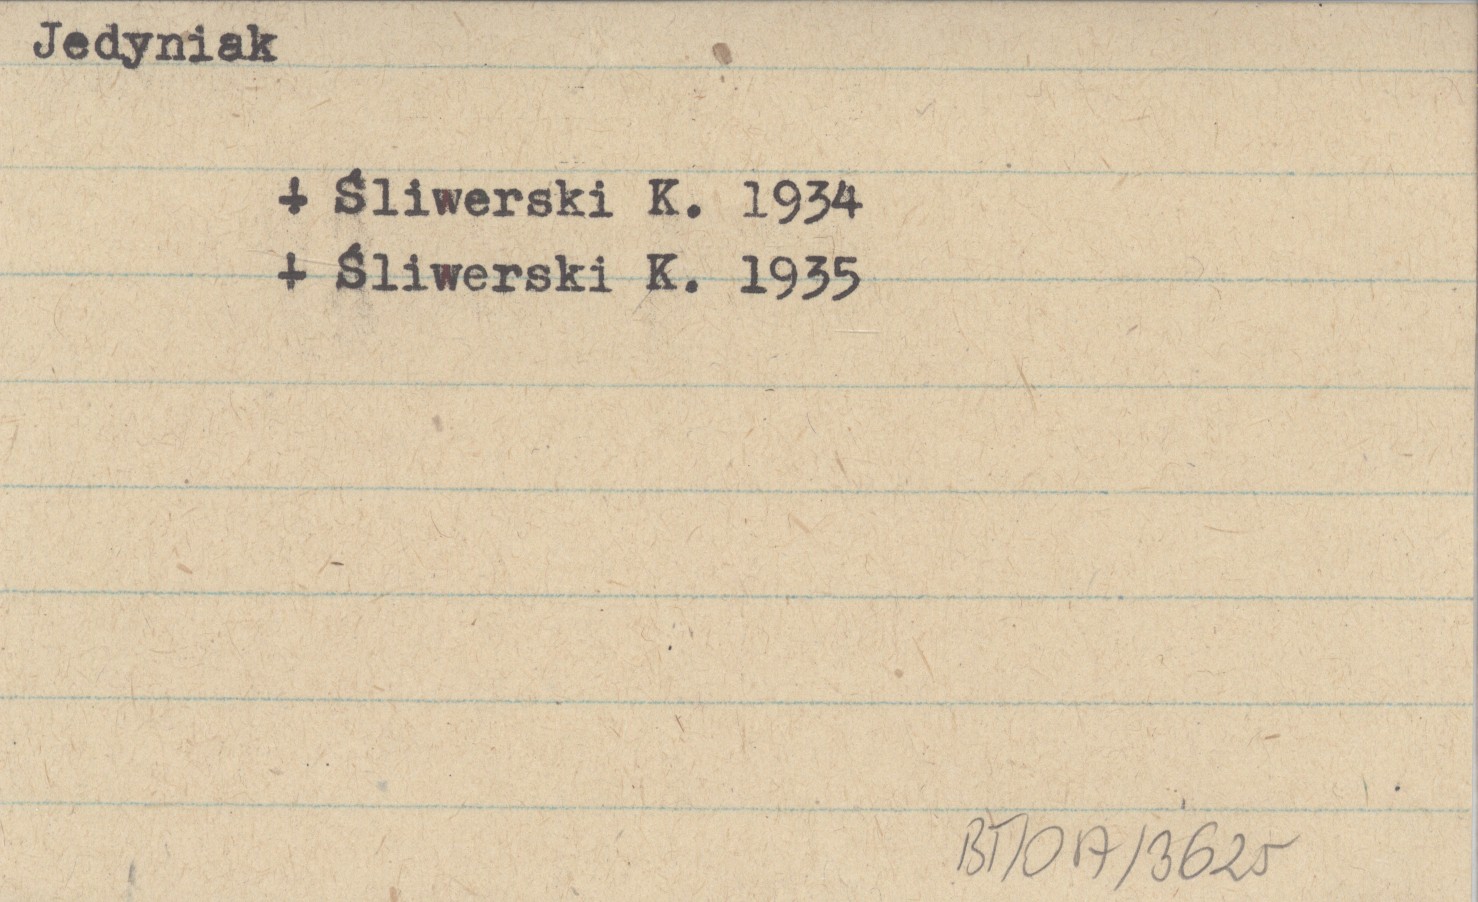 Jedyniak
+ Śliwerski K. 1934
+ Śliwerski K. 1935
BT/OA/3625